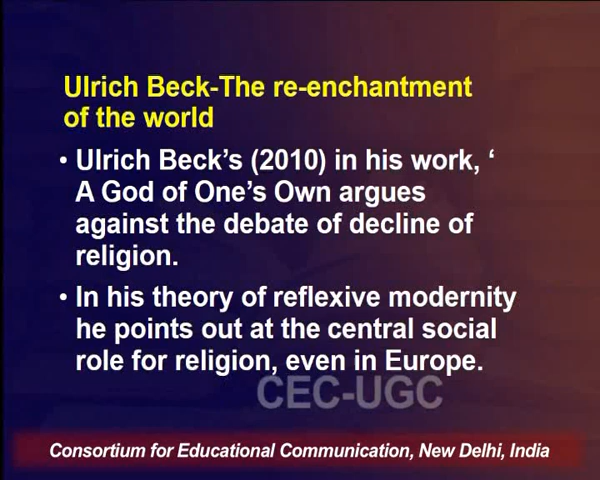 Ulrich Beck-The re-enchantment
of the world
• Ulrich Beck’s (2010) in his work, ‘
A God of One’s Own argues
against the debate of decline of
religion.
• In his theory of reflexive modernity
he points out at the central social
role for religion, even in Europe.
CEC-UGC
Consortium for Educational Communication, New Delhi, India